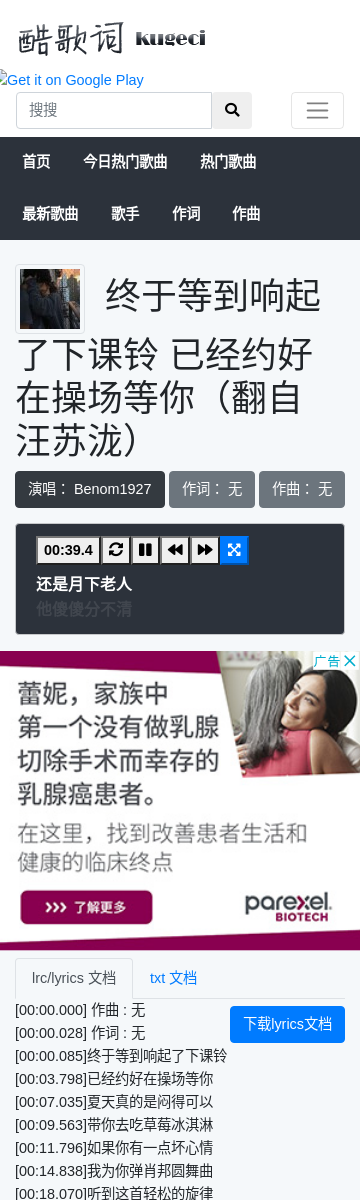 酷歌词 kugeci
Get it on Google Play
搜搜
首页 今日热门歌曲 热门歌曲
最新歌曲 歌手 作词 作曲
终于等到响起
了下课铃 已经约好
在操场等你（翻自
汪苏泷）
演唱： Benom1927 作词： 无 作曲： 无
00:39.4
还是月下老人
他傻傻分不清
广告
蕾妮，家族中
第一个没有做乳腺
切除手术而幸存的
乳腺癌患者。
在这里，找到改善患者生活和
健康的临床终点
了解更多
parexel.
BIOTECH
lrc/lyrics 文档 txt 文档
下载lyrics文档
[00:00.000] 作曲 : 无
[00:00.028] 作词 : 无
[00:00.085]终于等到响起了下课铃
[00:03.798]已经约好在操场等你
[00:07.035]夏天真的是闷得可以
[00:09.563]带你去吃草莓冰淇淋
[00:11.796]如果你有一点坏心情
[00:14.838]我为你弹肖邦圆舞曲
[00:18.070]听到这首轻松的旋律